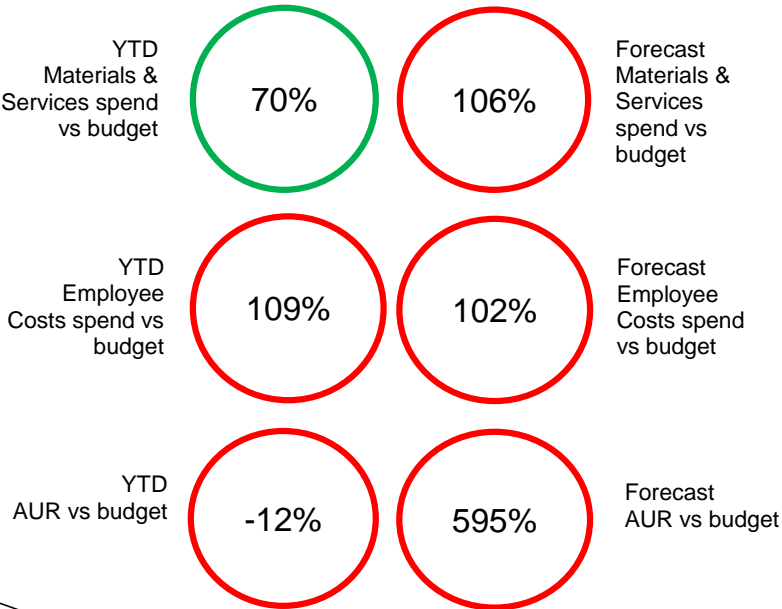 YTD
Materials &
Services spend
vs budget
70%
106%
Forecast
Materials &
Services
spend vs
budget
YTD
Employee
Costs spend vs
budget
109%
102%
Forecast
Employee
Costs spend
vs budget
YTD
AUR vs budget
-12%
595%
Forecast
AUR vs budget